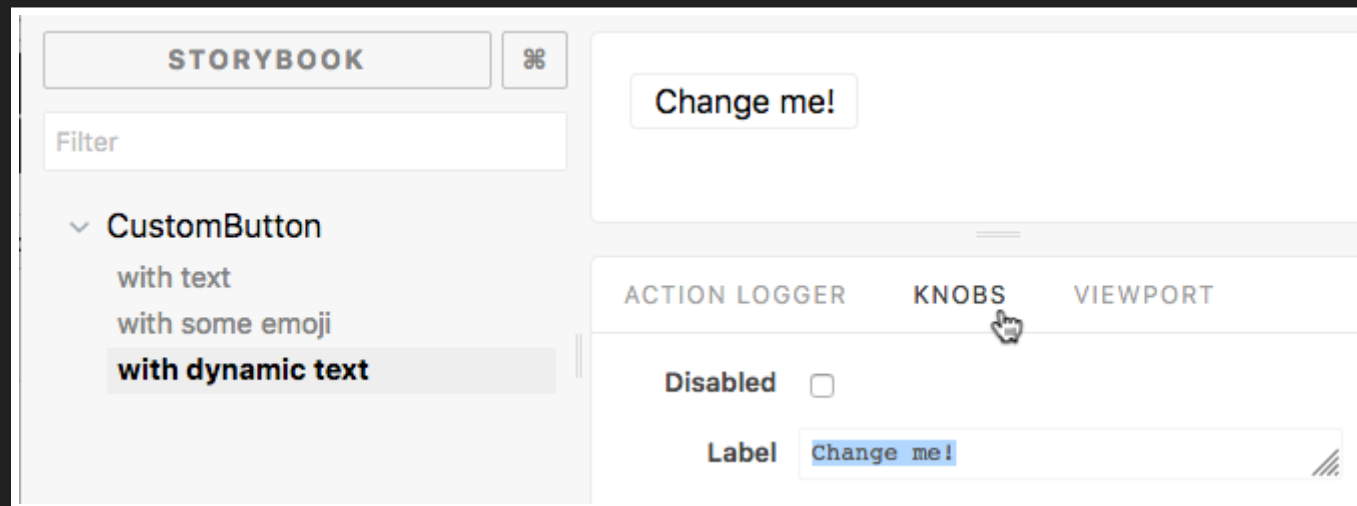 STORYBOOK ⌘
Filter
CustomButton
with text
with some emoji
with dynamic text
Change me!
ACTION LOGGER KNOBS VIEWPORT
Disabled
Label Change me!